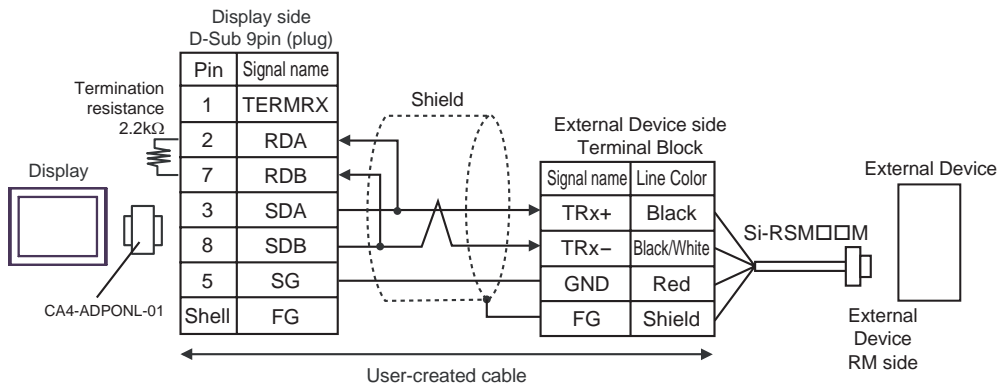 Display side
D-Sub 9pin (plug)
Pin Signal name
1 TERMRX
2 RDA
7 RDB
3 SDA
8 SDB
5 SG
Shell FG
Termination
resistance
2.2kΩ
Display
CA4-ADPONL-01
Shield
External Device side
Terminal Block
Signal name Line Color
TRx+ Black
TRx− Black/White
GND Red
FG Shield
Si-RSM□□M
External Device
External
Device
RM side
User-created cable